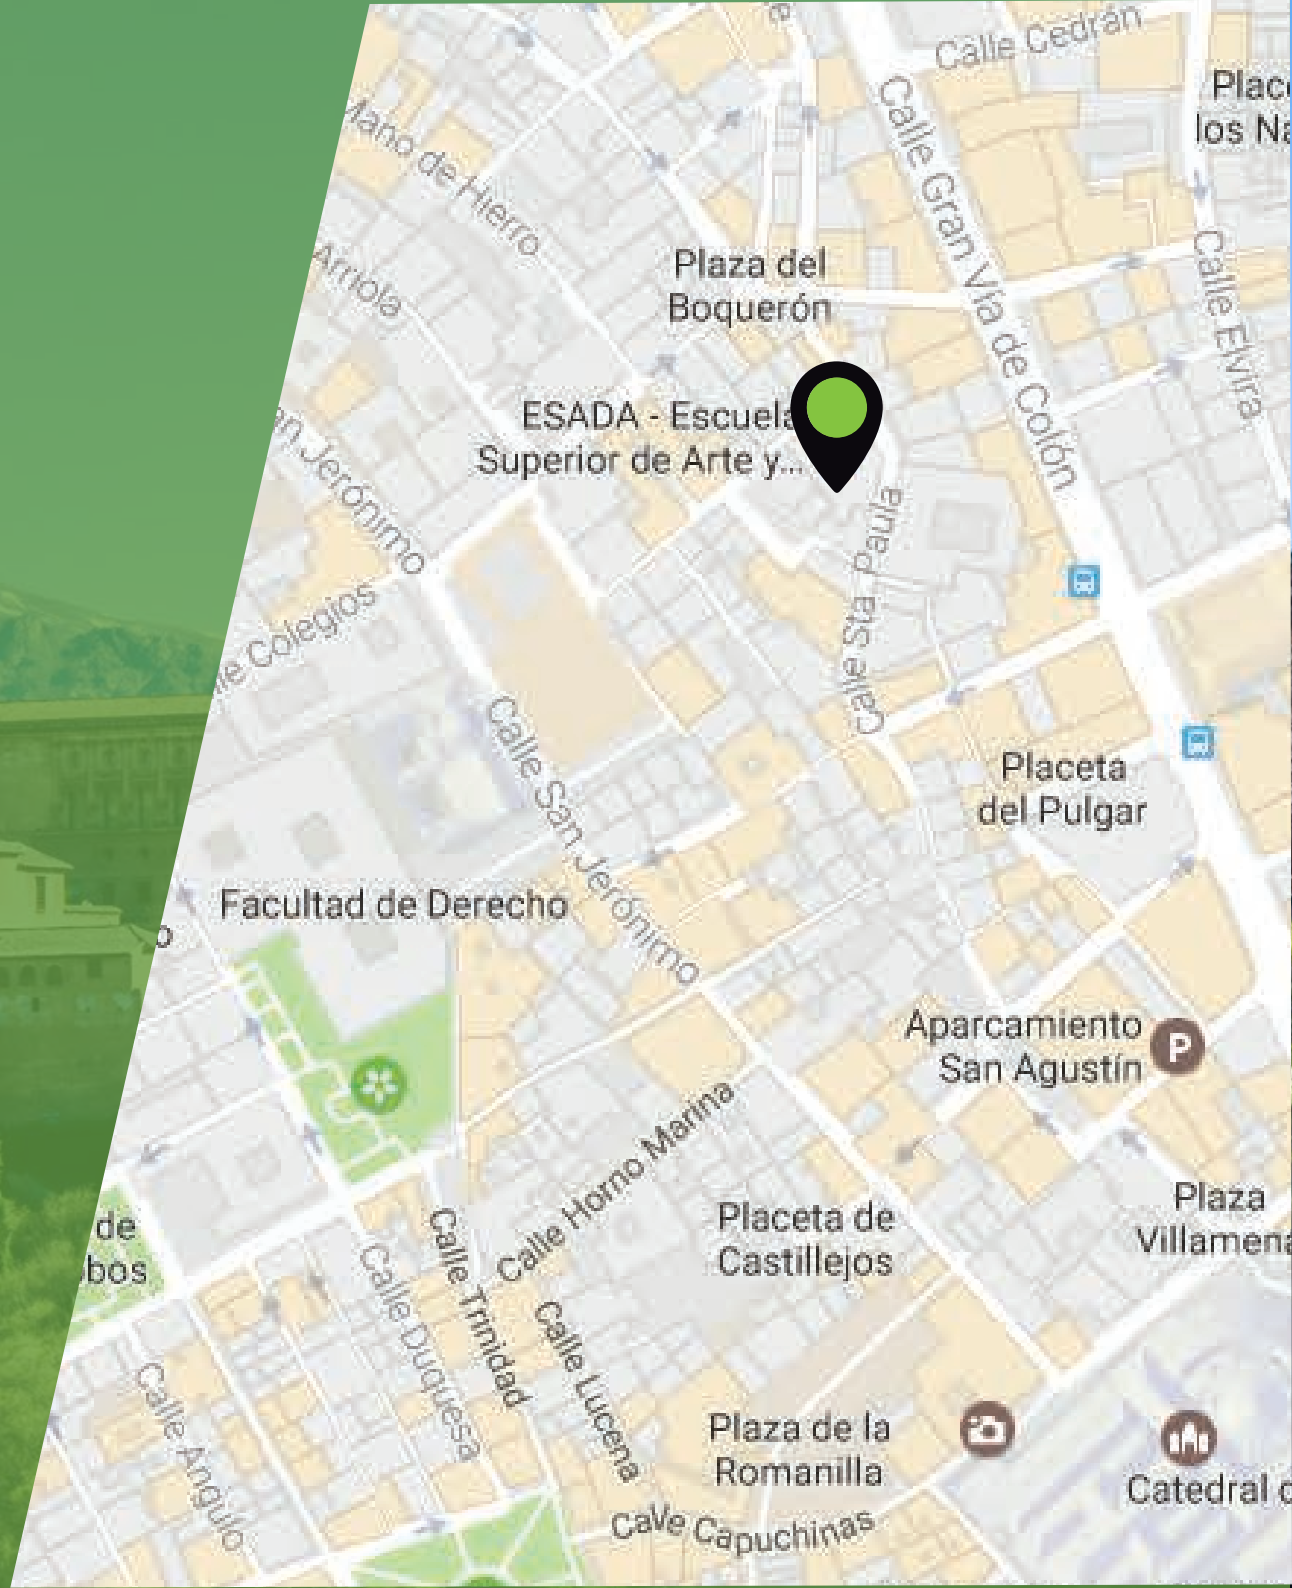 Calle Cedrán
Plac
los Na
Mano de Hierro
Calle Gran Vía de Colón
Calle Elvira
Arriola
Plaza del
Boquerón
ESADA - Escuela
Superior de Arte y...
an Jerónimo
Calle Sta. Paula
lle Colegios
Calle San Jerónimo
Placeta
del Pulgar
Facultad de Derecho
o
Aparcamiento
San Agustín
P
Calle Horno Marina
Placeta de
Castillejos
Plaza
Villamena
de
bos
Calle Trinidad
Calle Duquesa
Calle Lucena
Calle Angulo
Plaza de la
Romanilla
Catedral d
CaVe Capuchinas